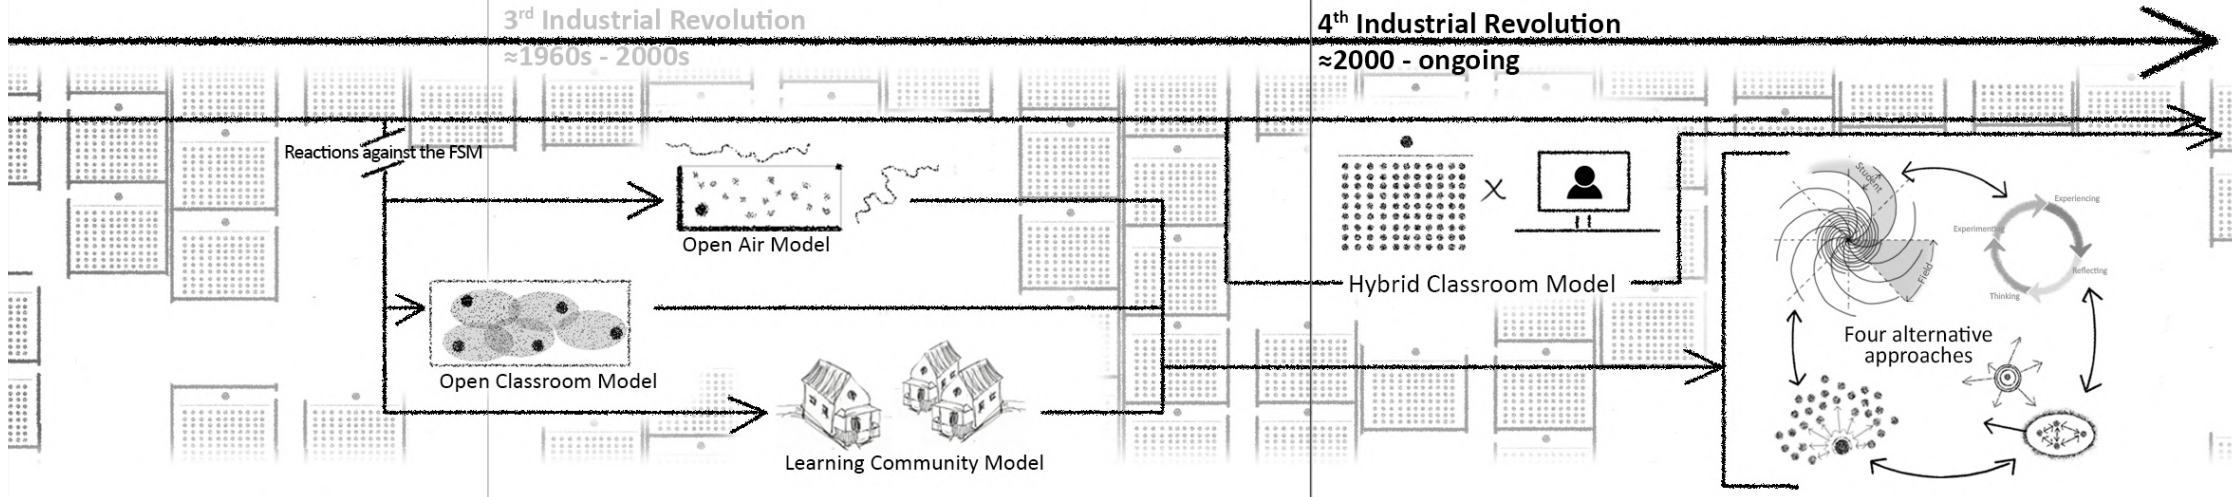 3rd Industrial Revolution
≈1960s - 2000s
4th Industrial Revolution
≈2000 - ongoing
Reactions against the FSM
Open Air Model
Open Classroom Model
Learning Community Model
Hybrid Classroom Model
Student
Field
Experiencing
Experimenting
Reflecting
Thinking
Four alternative
approaches